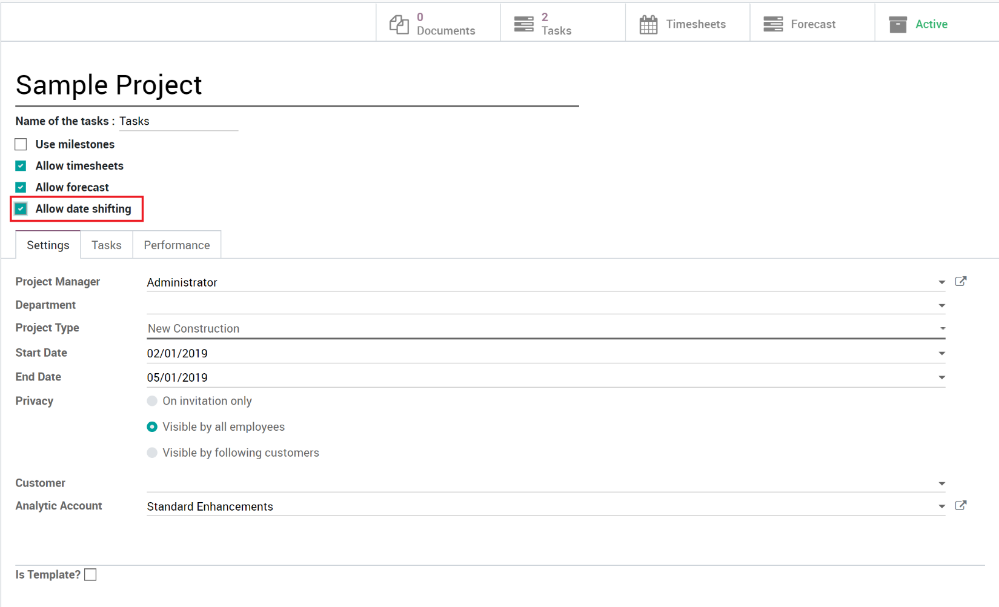 0
Documents
2
Tasks
Timesheets
Forecast
Active
Sample Project
Name of the tasks : Tasks
Use milestones
Allow timesheets
Allow forecast
Allow date shifting
Settings Tasks Performance
Project Manager Administrator
Department
Project Type New Construction
Start Date 02/01/2019
End Date 05/01/2019
Privacy On invitation only
Visible by all employees
Visible by following customers
Customer
Analytic Account Standard Enhancements
Is Template?